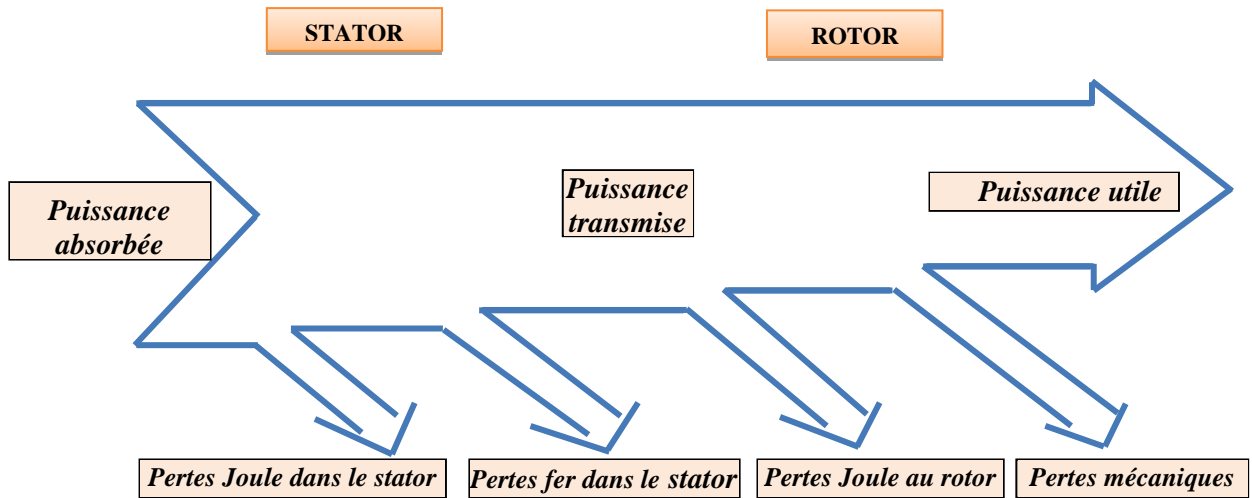 STATOR
ROTOR
Puissance
absorbée
Puissance
transmise
Puissance utile
Pertes Joule dans le stator
Pertes fer dans le stator
Pertes Joule au rotor
Pertes mécaniques